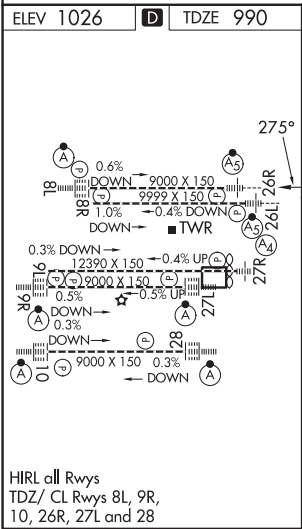 ELEV 1026 D TDZE 990
275°
A P 0.6% A5
DOWN 9000 X 150 26R
8L 9999 X 150 P
8R 1.0% 0.4% DOWN P 26L
DOWN TWR A5
A4
0.3% DOWN
12390 X 150 0.4% UP P
9L P P 9000 X 150 27R
9R 0.5% 0.5% UP 27L
A 0.3% A
DOWN P 28
10 9000 X 150 0.3%
A P DOWN A
HIRL all Rwys
TDZ/ CL Rwys 8L, 9R,
10, 26R, 27L and 28